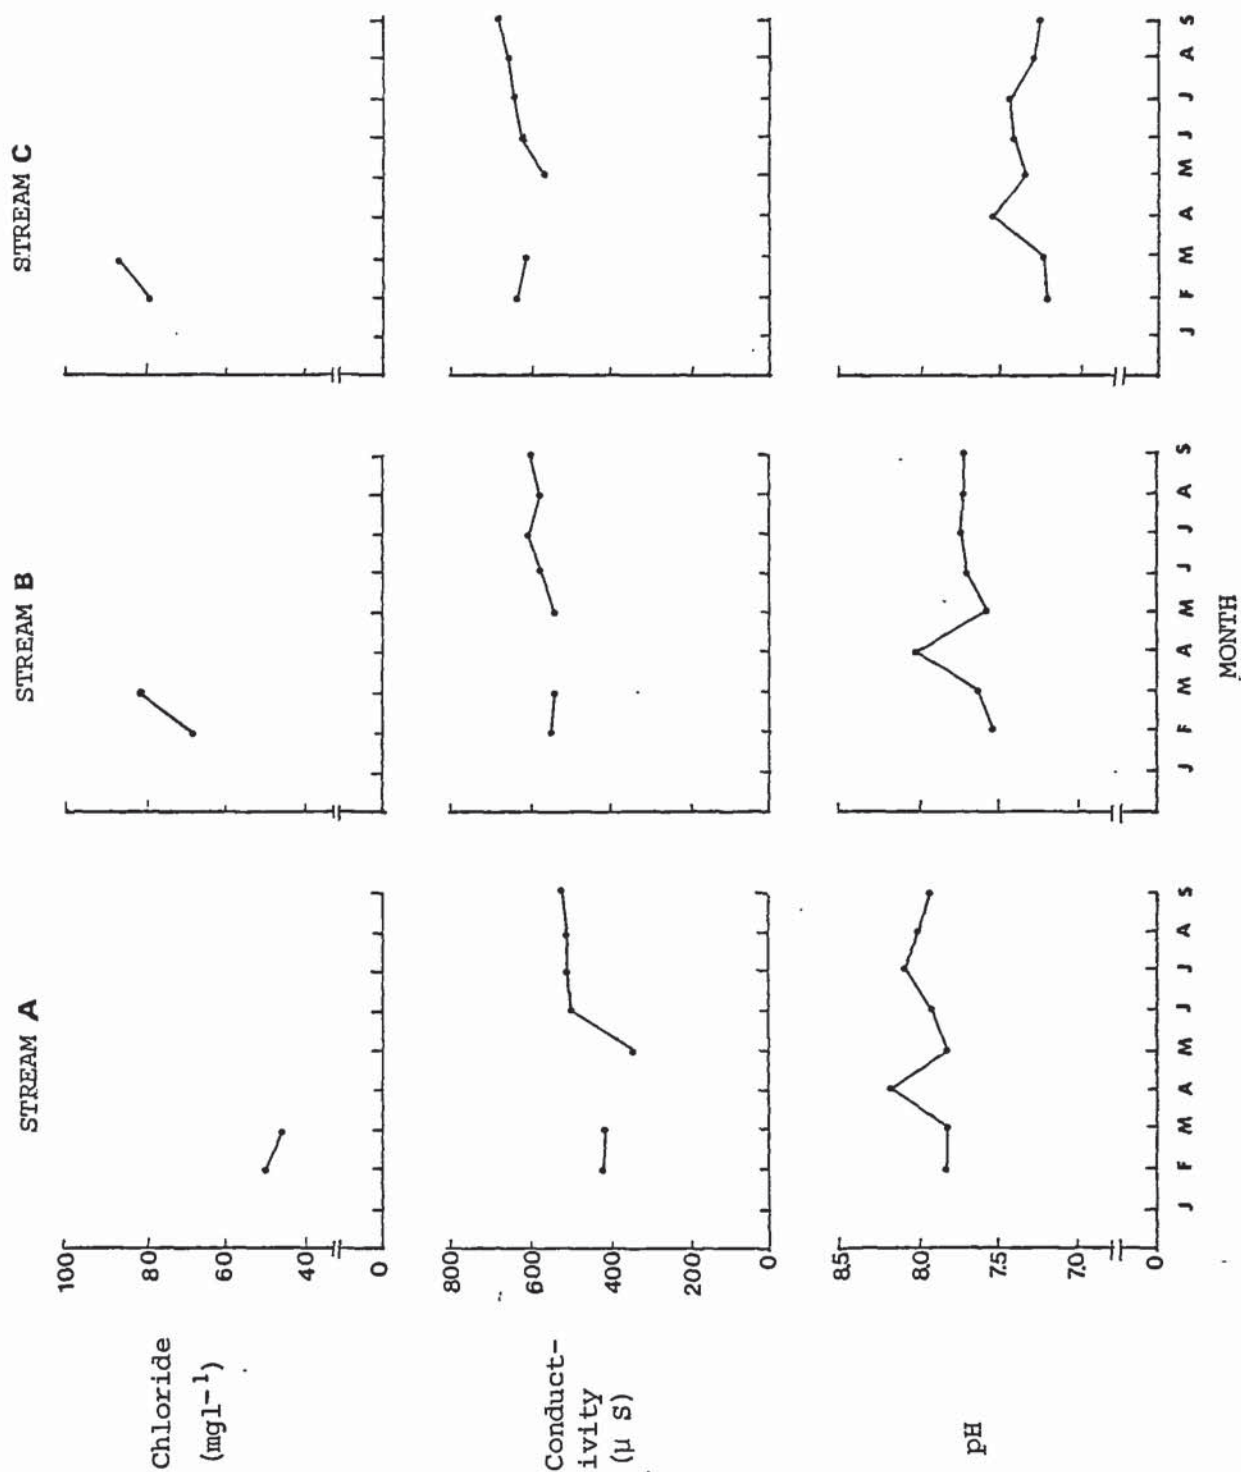 STREAM A
STREAM B
STREAM C
Chloride
(mgl⁻¹)
100
80
60
40
0
Conduct-
ivity
(µ s)
800
600
400
200
0
pH
8.5
8.0
7.5
7.0
0
J F M A M J J A S
J F M A M J J A S
J F M A M J J A S
MONTH